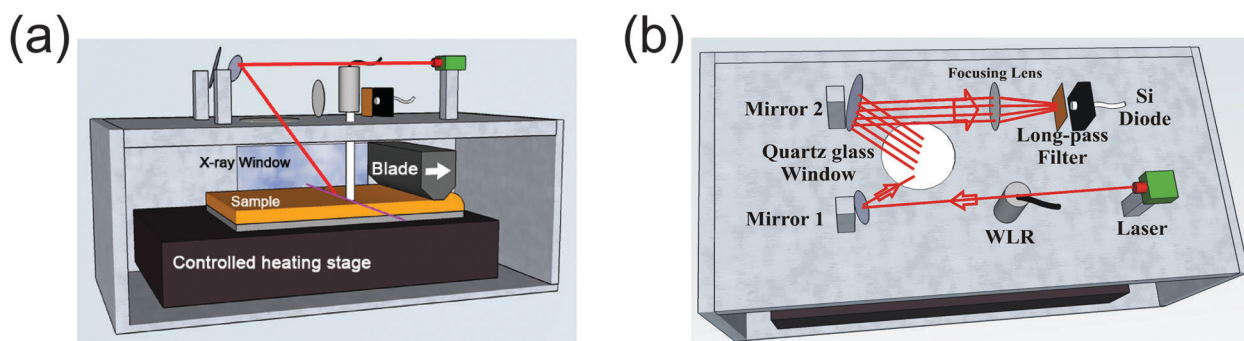 (a)
X-ray Window
Blade
Sample
Controlled heating stage
(b)
Focusing Lens
Mirror 2
Si
Diode
Long-pass
Filter
Quartz glass
Window
Mirror 1
WLR
Laser